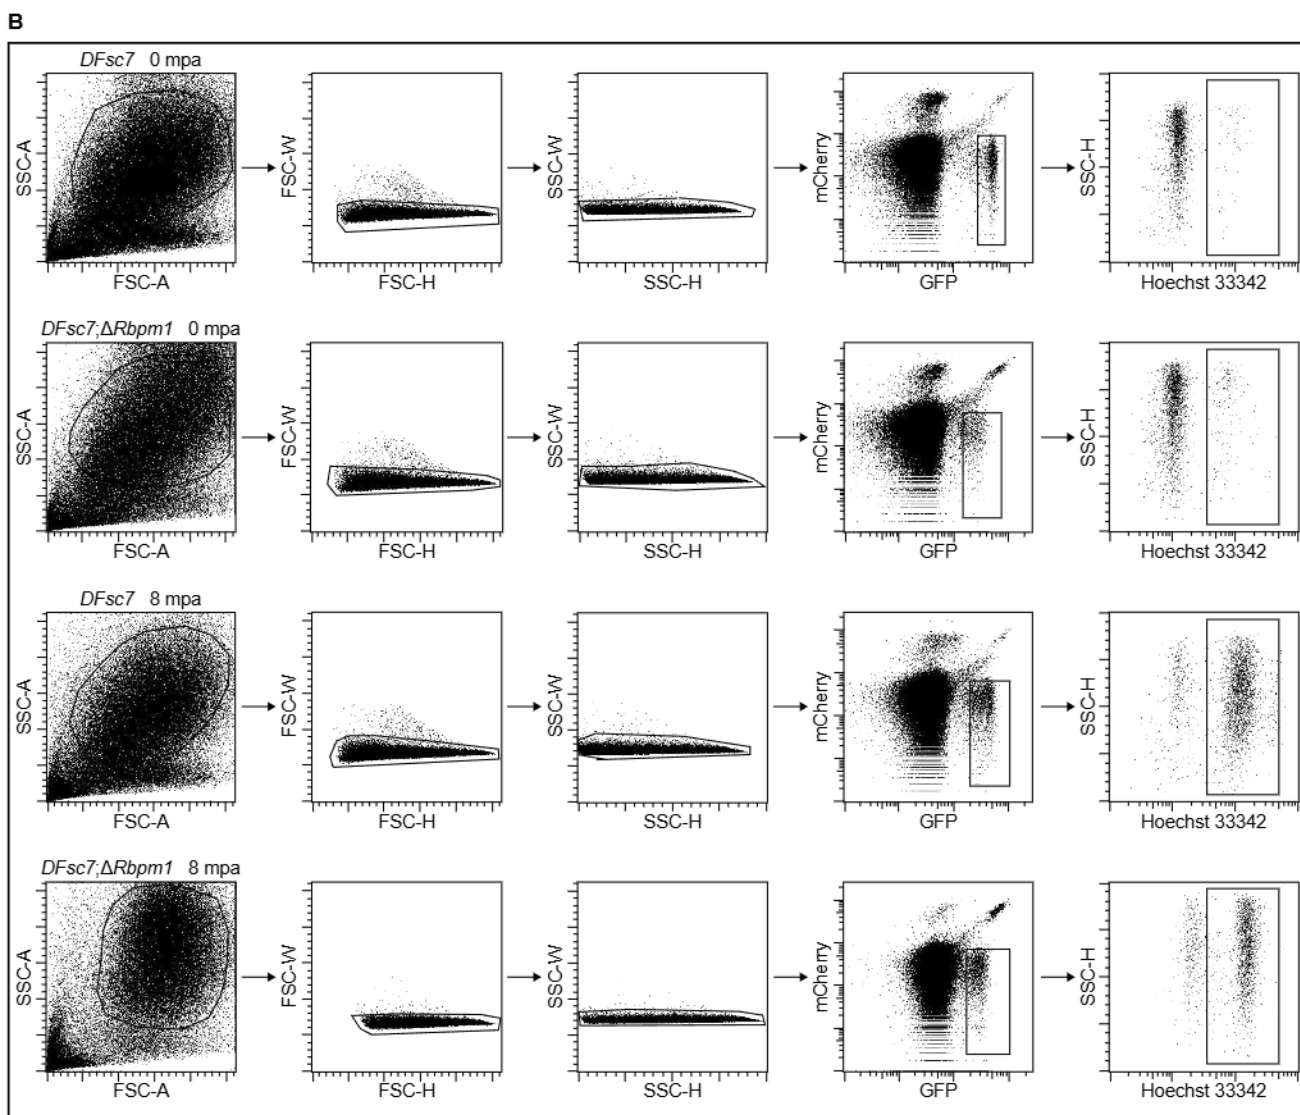 B
DFsc7 0 mpa
SSC-A
FSC-A
FSC-W
FSC-H
SSC-W
SSC-H
mCherry
GFP
SSC-H
Hoechst 33342
DFsc7;ΔRbpm1 0 mpa
SSC-A
FSC-A
FSC-W
FSC-H
SSC-W
SSC-H
mCherry
GFP
SSC-H
Hoechst 33342
DFsc7 8 mpa
SSC-A
FSC-A
FSC-W
FSC-H
SSC-W
SSC-H
mCherry
GFP
SSC-H
Hoechst 33342
DFsc7;ΔRbpm1 8 mpa
SSC-A
FSC-A
FSC-W
FSC-H
SSC-W
SSC-H
mCherry
GFP
SSC-H
Hoechst 33342